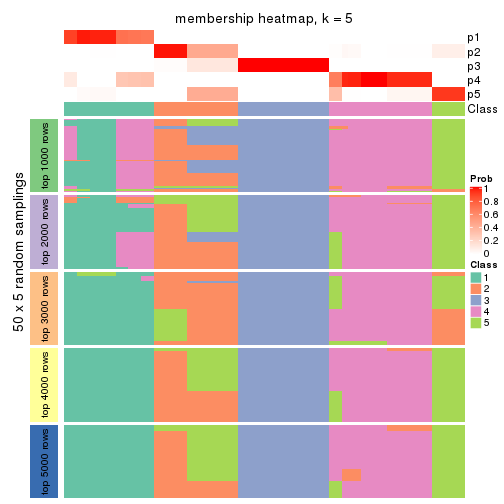 membership heatmap, k = 5
p1
p2
p3
p4
p5
Class
50 x 5 random samplings
top 1000 rows
top 2000 rows
top 3000 rows
top 4000 rows
top 5000 rows
Prob
1
0.8
0.6
0.4
0.2
0
Class
1
2
3
4
5